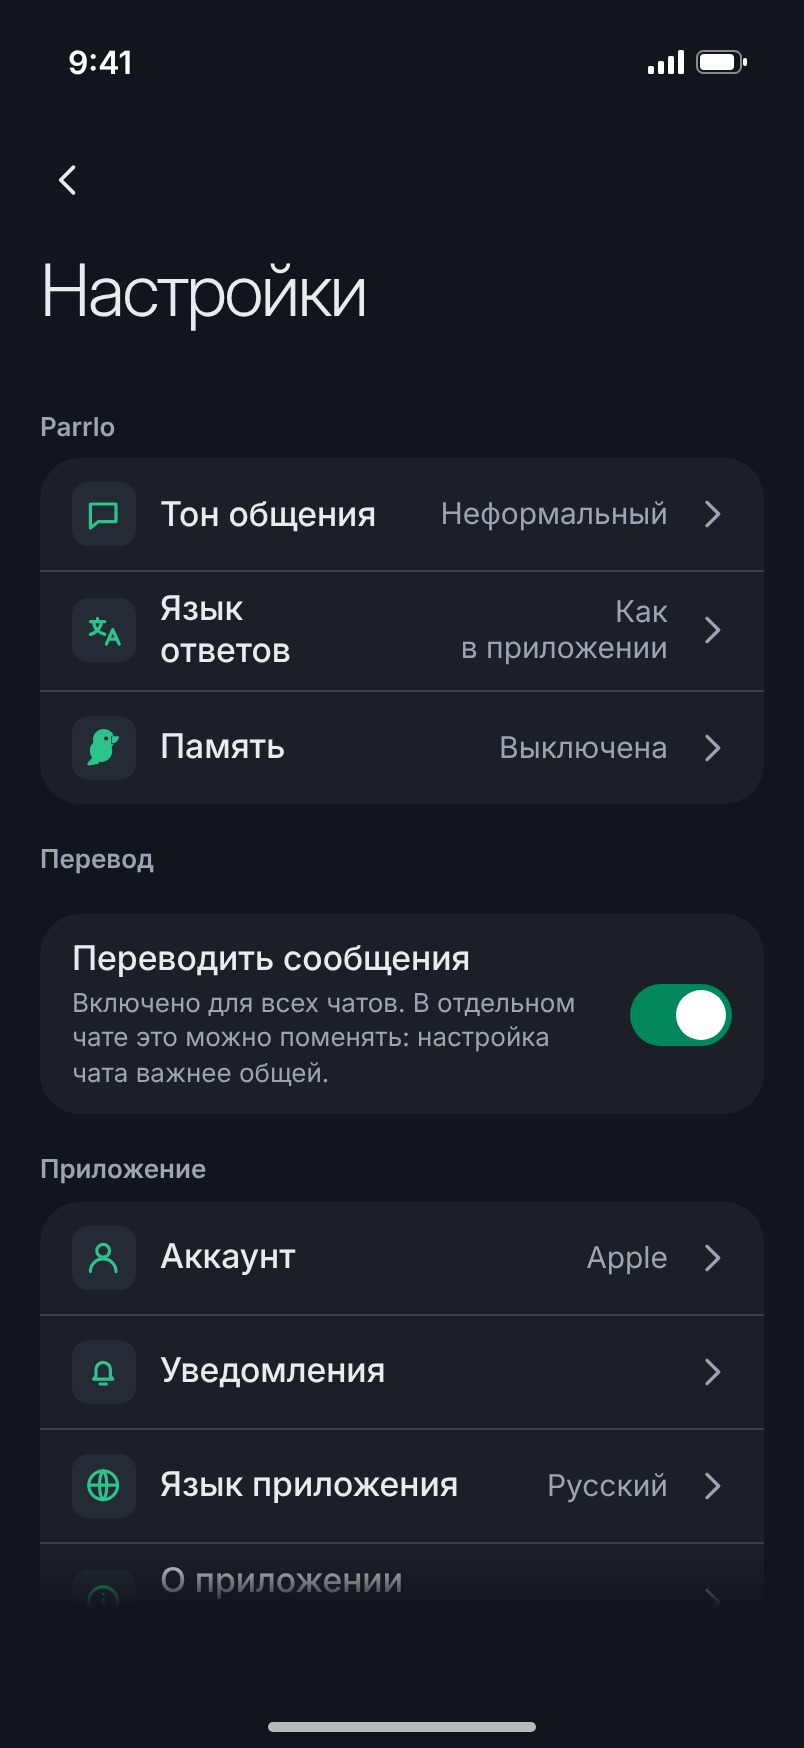 9:41
Настройки
Parrlo
Тон общения
Неформальный
Язык
ответов
Как
в приложении
Память
Выключена
Перевод
Переводить сообщения
Включено для всех чатов. В отдельном
чате это можно поменять: настройка
чата важнее общей.
Приложение
Аккаунт
Apple
Уведомления
Язык приложения
Русский
О приложении